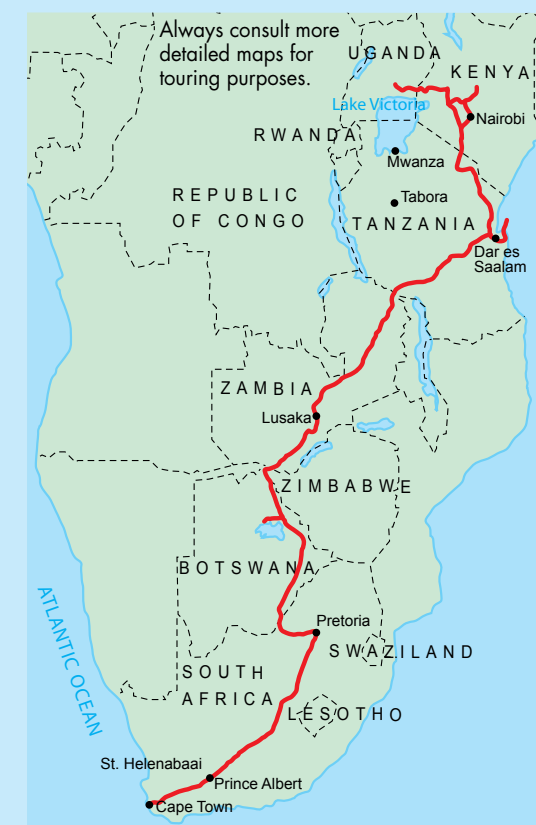 Always consult more
detailed maps for
touring purposes.
UGANDA
KENYA
Lake Victoria
Nairobi
RWANDA
Mwanza
REPUBLIC
OF CONGO
Tabora
TANZANIA
Dar es
Saalam
ZAMBIA
Lusaka
ZIMBABWE
BOTSWANA
ATLANTIC OCEAN
Pretoria
SWAZILAND
SOUTH
AFRICA
LESOTHO
St. Helenabaai
Prince Albert
Cape Town